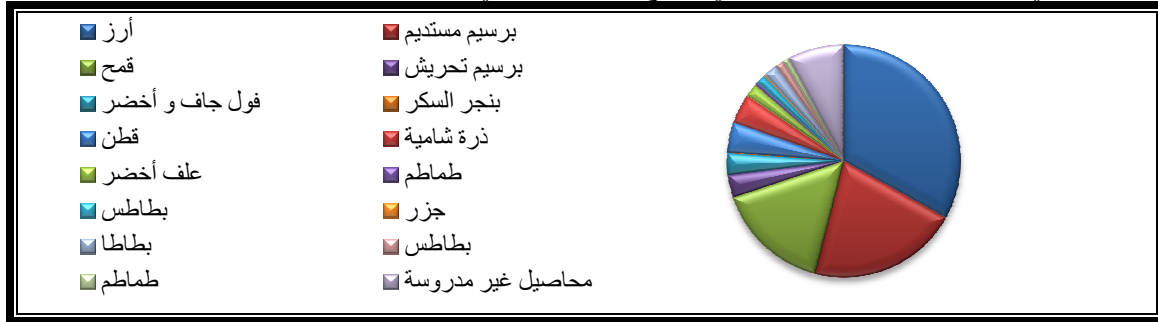 أرز
برسيم مستديم
قمح
برسيم تحريش
فول جاف و أخضر
بنجر السكر
قطن
ذرة شامية
علف أخضر
طماطم
بطاطس
جزر
بطاطا
بطاطس
طماطم
محاصيل غير مدروسة